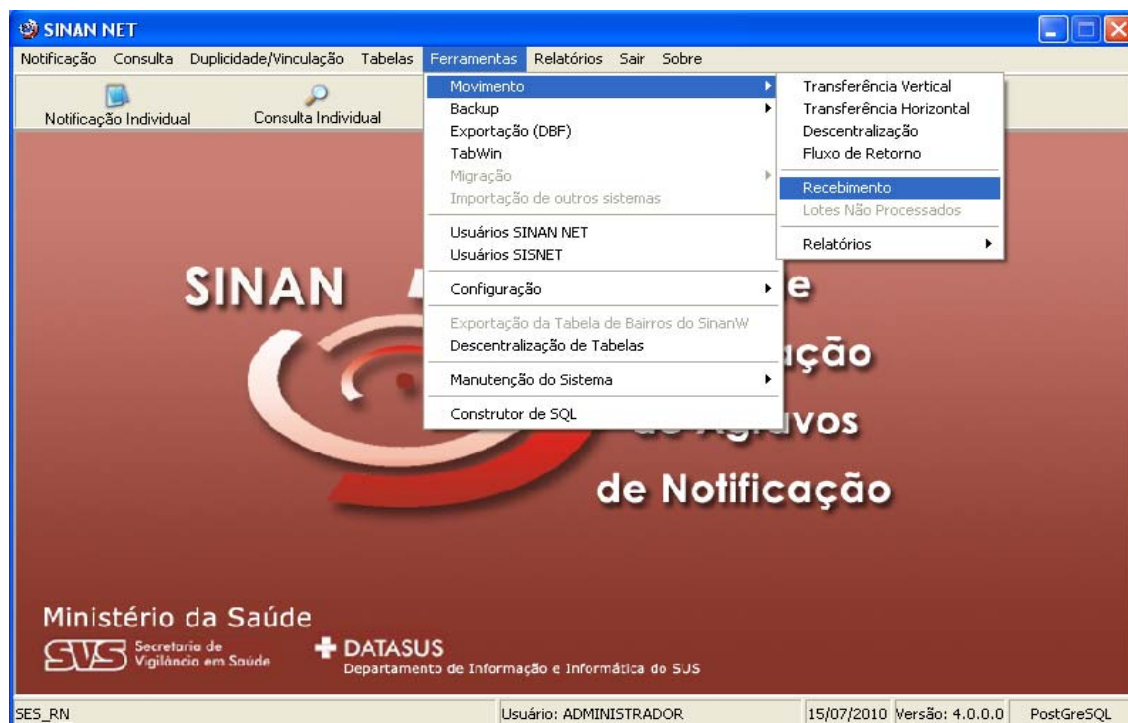 SINAN NET
Notificação Consulta Duplicidade/Vinculação Tabelas Ferramentas Relatórios Sair Sobre
Notificação Individual Consulta Individual
Movimento
Backup
Exportação (DBF)
TabWin
Migração
Importação de outros sistemas
Usuários SINAN NET
Usuários SISNET
Configuração
Exportação da Tabela de Bairros do SinanW
Descentralização de Tabelas
Manutenção do Sistema
Construtor de SQL
Transferência Vertical
Transferência Horizontal
Descentralização
Fluxo de Retorno
Recebimento
Lotes Não Processados
Relatórios
SINAN
de Notificação
Ministério da Saúde
SVS Secretaria de Vigilância em Saúde
DATASUS
Departamento de Informação e Informática do SUS
SES_RN Usuário: ADMINISTRADOR 15/07/2010 Versão: 4.0.0.0 PostGreSQL